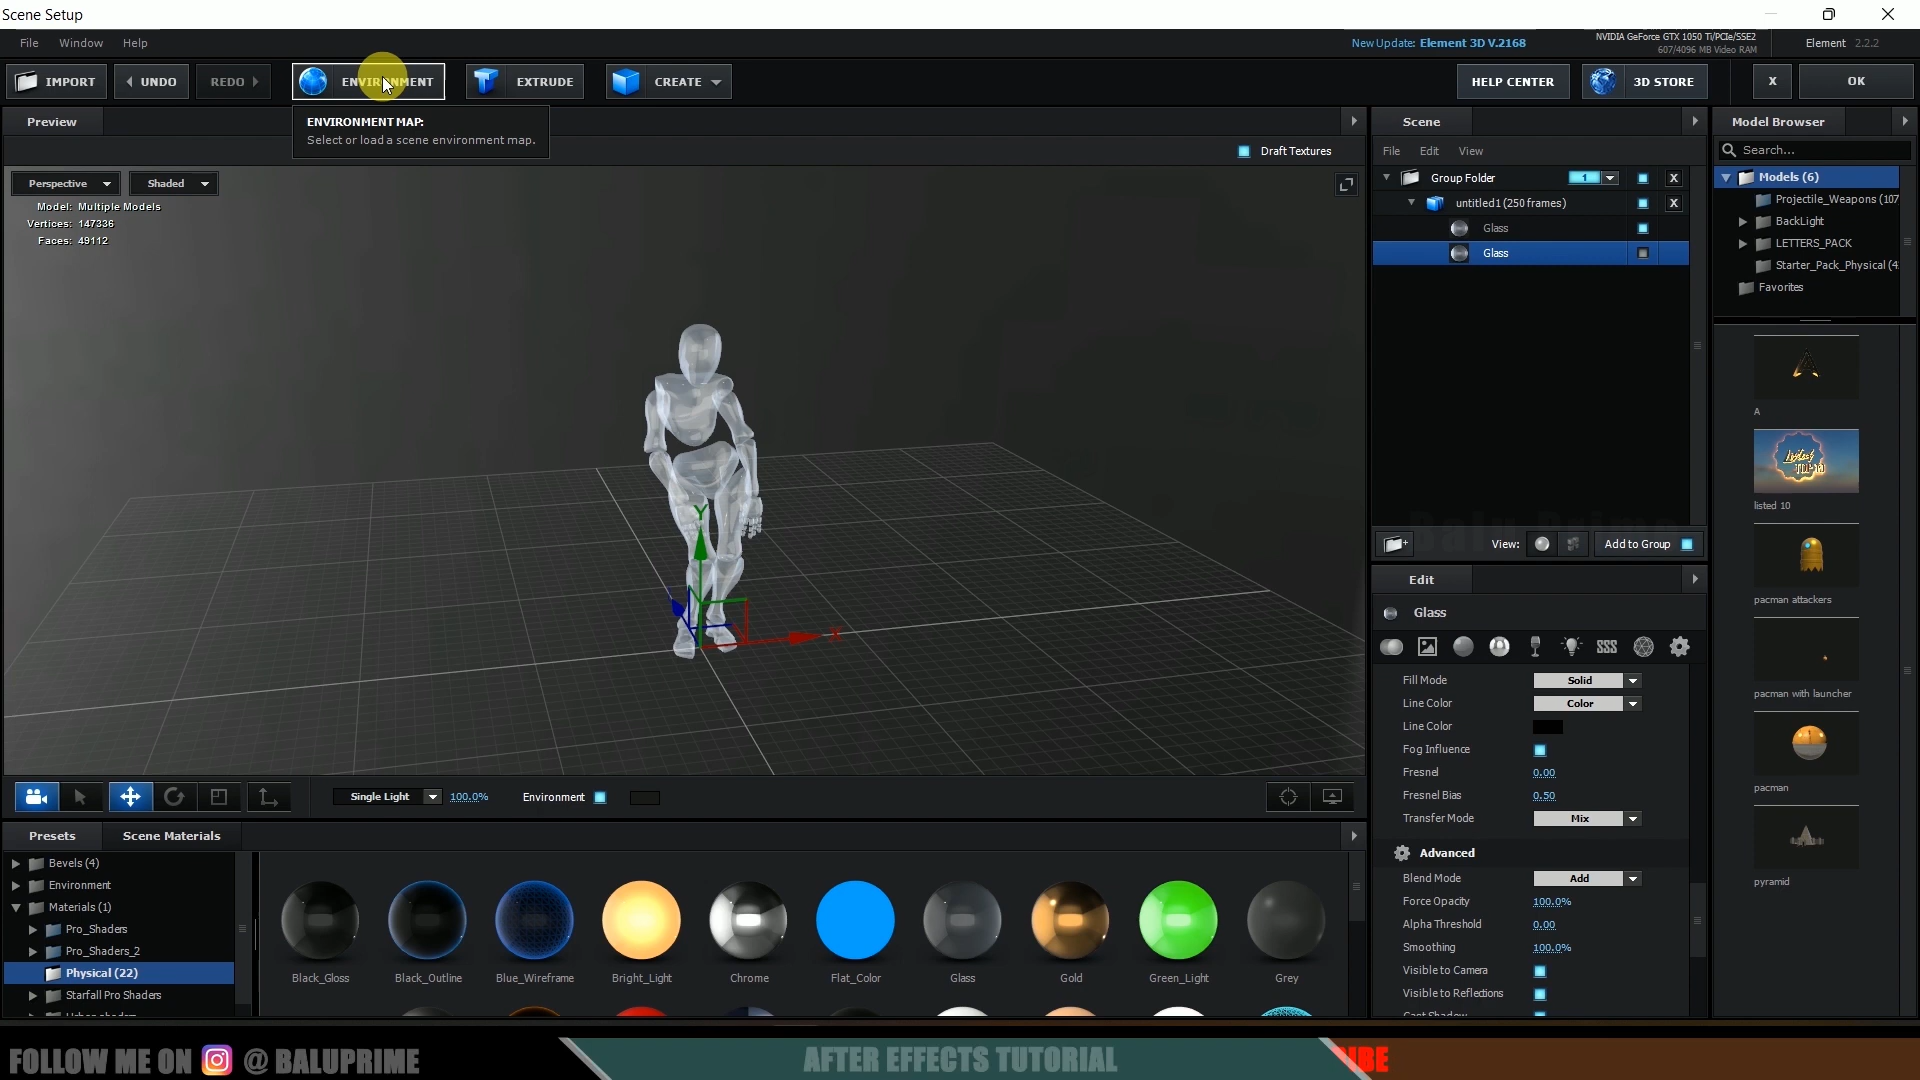 Scene Setup
File Window Help
New Update: Element 3D V.2168
NVIDIA GeForce GTX 1050 Ti/PCIe/SSE2
607/4096 MB Video RAM
Element 2.2.2
IMPORT UNDO REDO ENVIRONMENT EXTRUDE CREATE HELP CENTER 3D STORE X OK
Preview
ENVIRONMENT MAP:
Select or load a scene environment map.
Draft Textures
Perspective Shaded
Model: Multiple Models
Vertices: 147336
Faces: 49112
Y
X
Single Light 100.0% Environment
Presets Scene Materials
Bevels (4)
Environment
Materials (1)
Pro_Shaders
Pro_Shaders_2
Physical (22)
Starfall Pro Shaders
Black_Gloss Black_Outline Blue_Wireframe Bright_Light Chrome Flat_Color Glass Gold Green_Light Grey
Scene
File Edit View
Group Folder 1 X
untitled1 (250 frames) X
Glass
Glass
View: Add to Group
Edit
Glass
Fill Mode Solid
Line Color Color
Line Color
Fog Influence
Fresnel 0.00
Fresnel Bias 0.50
Transfer Mode Mix
Advanced
Blend Mode Add
Force Opacity 100.0%
Alpha Threshold 0.00
Smoothing 100.0%
Visible to Camera
Visible to Reflections
Cast Shadow
Model Browser
Search...
Models (6)
Projectile_Weapons (107
BackLight
LETTERS_PACK
Starter_Pack_Physical (4
Favorites
A
listed 10
pacman attackers
pacman with launcher
pacman
pyramid
FOLLOW ME ON @ BALUPRIME
AFTER EFFECTS TUTORIAL
IBE